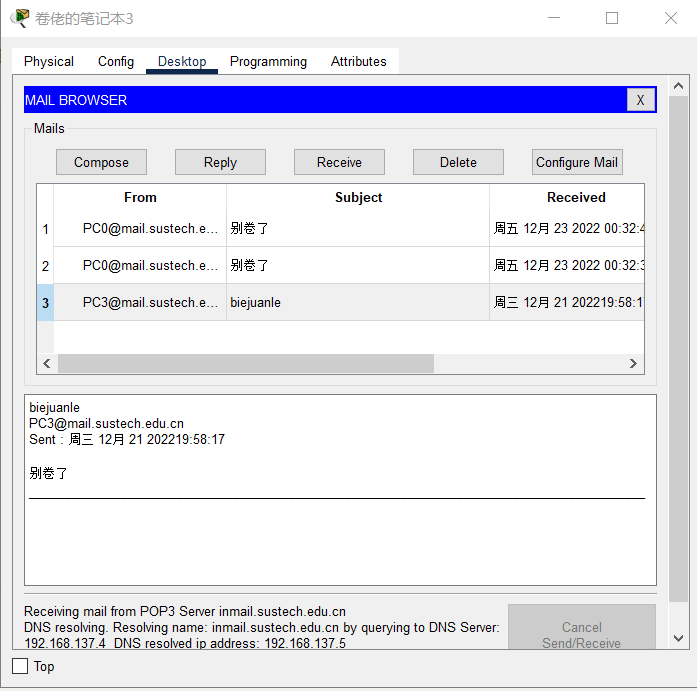 卷佬的笔记本3
Physical Config Desktop Programming Attributes
MAIL BROWSER X
Mails
Compose Reply Receive Delete Configure Mail
From Subject Received
1 PC0@mail.sustech.e... 别卷了 周五 12月 23 2022 00:32:4
2 PC0@mail.sustech.e... 别卷了 周五 12月 23 2022 00:32:3
3 PC3@mail.sustech.e... biejuanle 周三 12月 21 202219:58:1
biejuanle
PC3@mail.sustech.edu.cn
Sent : 周三 12月 21 202219:58:17
别卷了
Receiving mail from POP3 Server inmail.sustech.edu.cn
DNS resolving. Resolving name: inmail.sustech.edu.cn by querying to DNS Server:
192.168.137.4 DNS resolved ip address: 192.168.137.5
Cancel
Send/Receive
Top